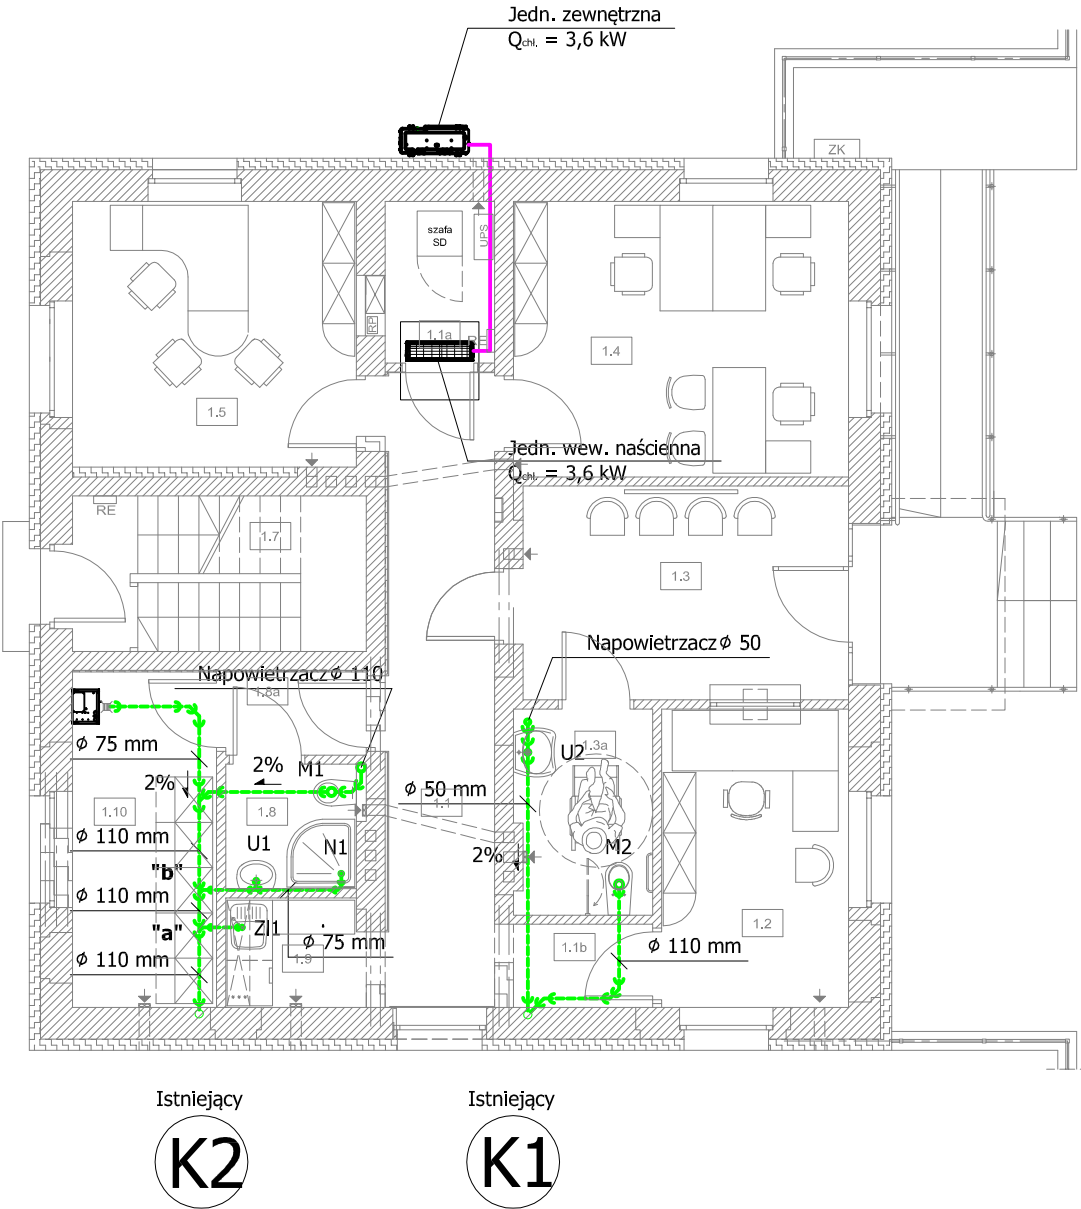 Jedn. zewnętrzna
Qchł. = 3,6 kW
ZK
szafa
SD
UPS
RP
1.1a
RE
1.4
1.5
Jedn. wew. naścienna
Qchł. = 3,6 kW
RE
1.7
1.3
Napowietrzacz ϕ 50
Napowietrzacz ϕ 110
1.8a
ϕ 75 mm
U2
1.3a
2%
2%
M1
ϕ 50 mm
1.10
1.8
1.1
ϕ 110 mm
U1
N1
M2
2%
"b"
ϕ 110 mm
1.2
"a"
Zl1
ϕ 75 mm
1.1b
ϕ 110 mm
ϕ 110 mm
1.9
Istniejący
K2
Istniejący
K1